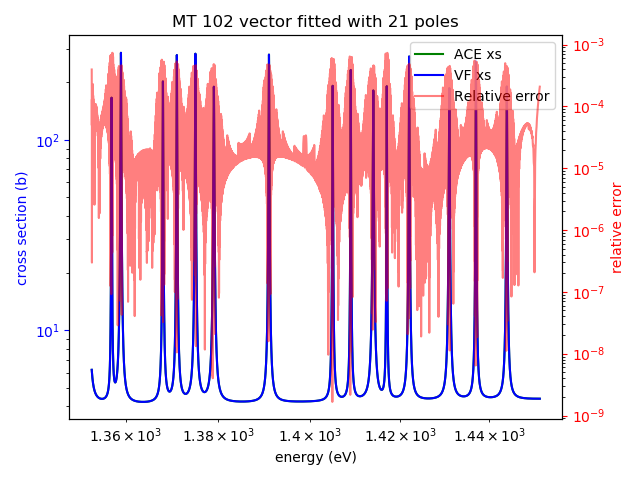 MT 102 vector fitted with 21 poles
ACE xs
VF xs
Relative error
cross section (b)
10²
10¹
relative error
10⁻³
10⁻⁴
10⁻⁵
10⁻⁶
10⁻⁷
10⁻⁸
10⁻⁹
1.36 × 10³ 1.38 × 10³ 1.4 × 10³ 1.42 × 10³ 1.44 × 10³
energy (eV)